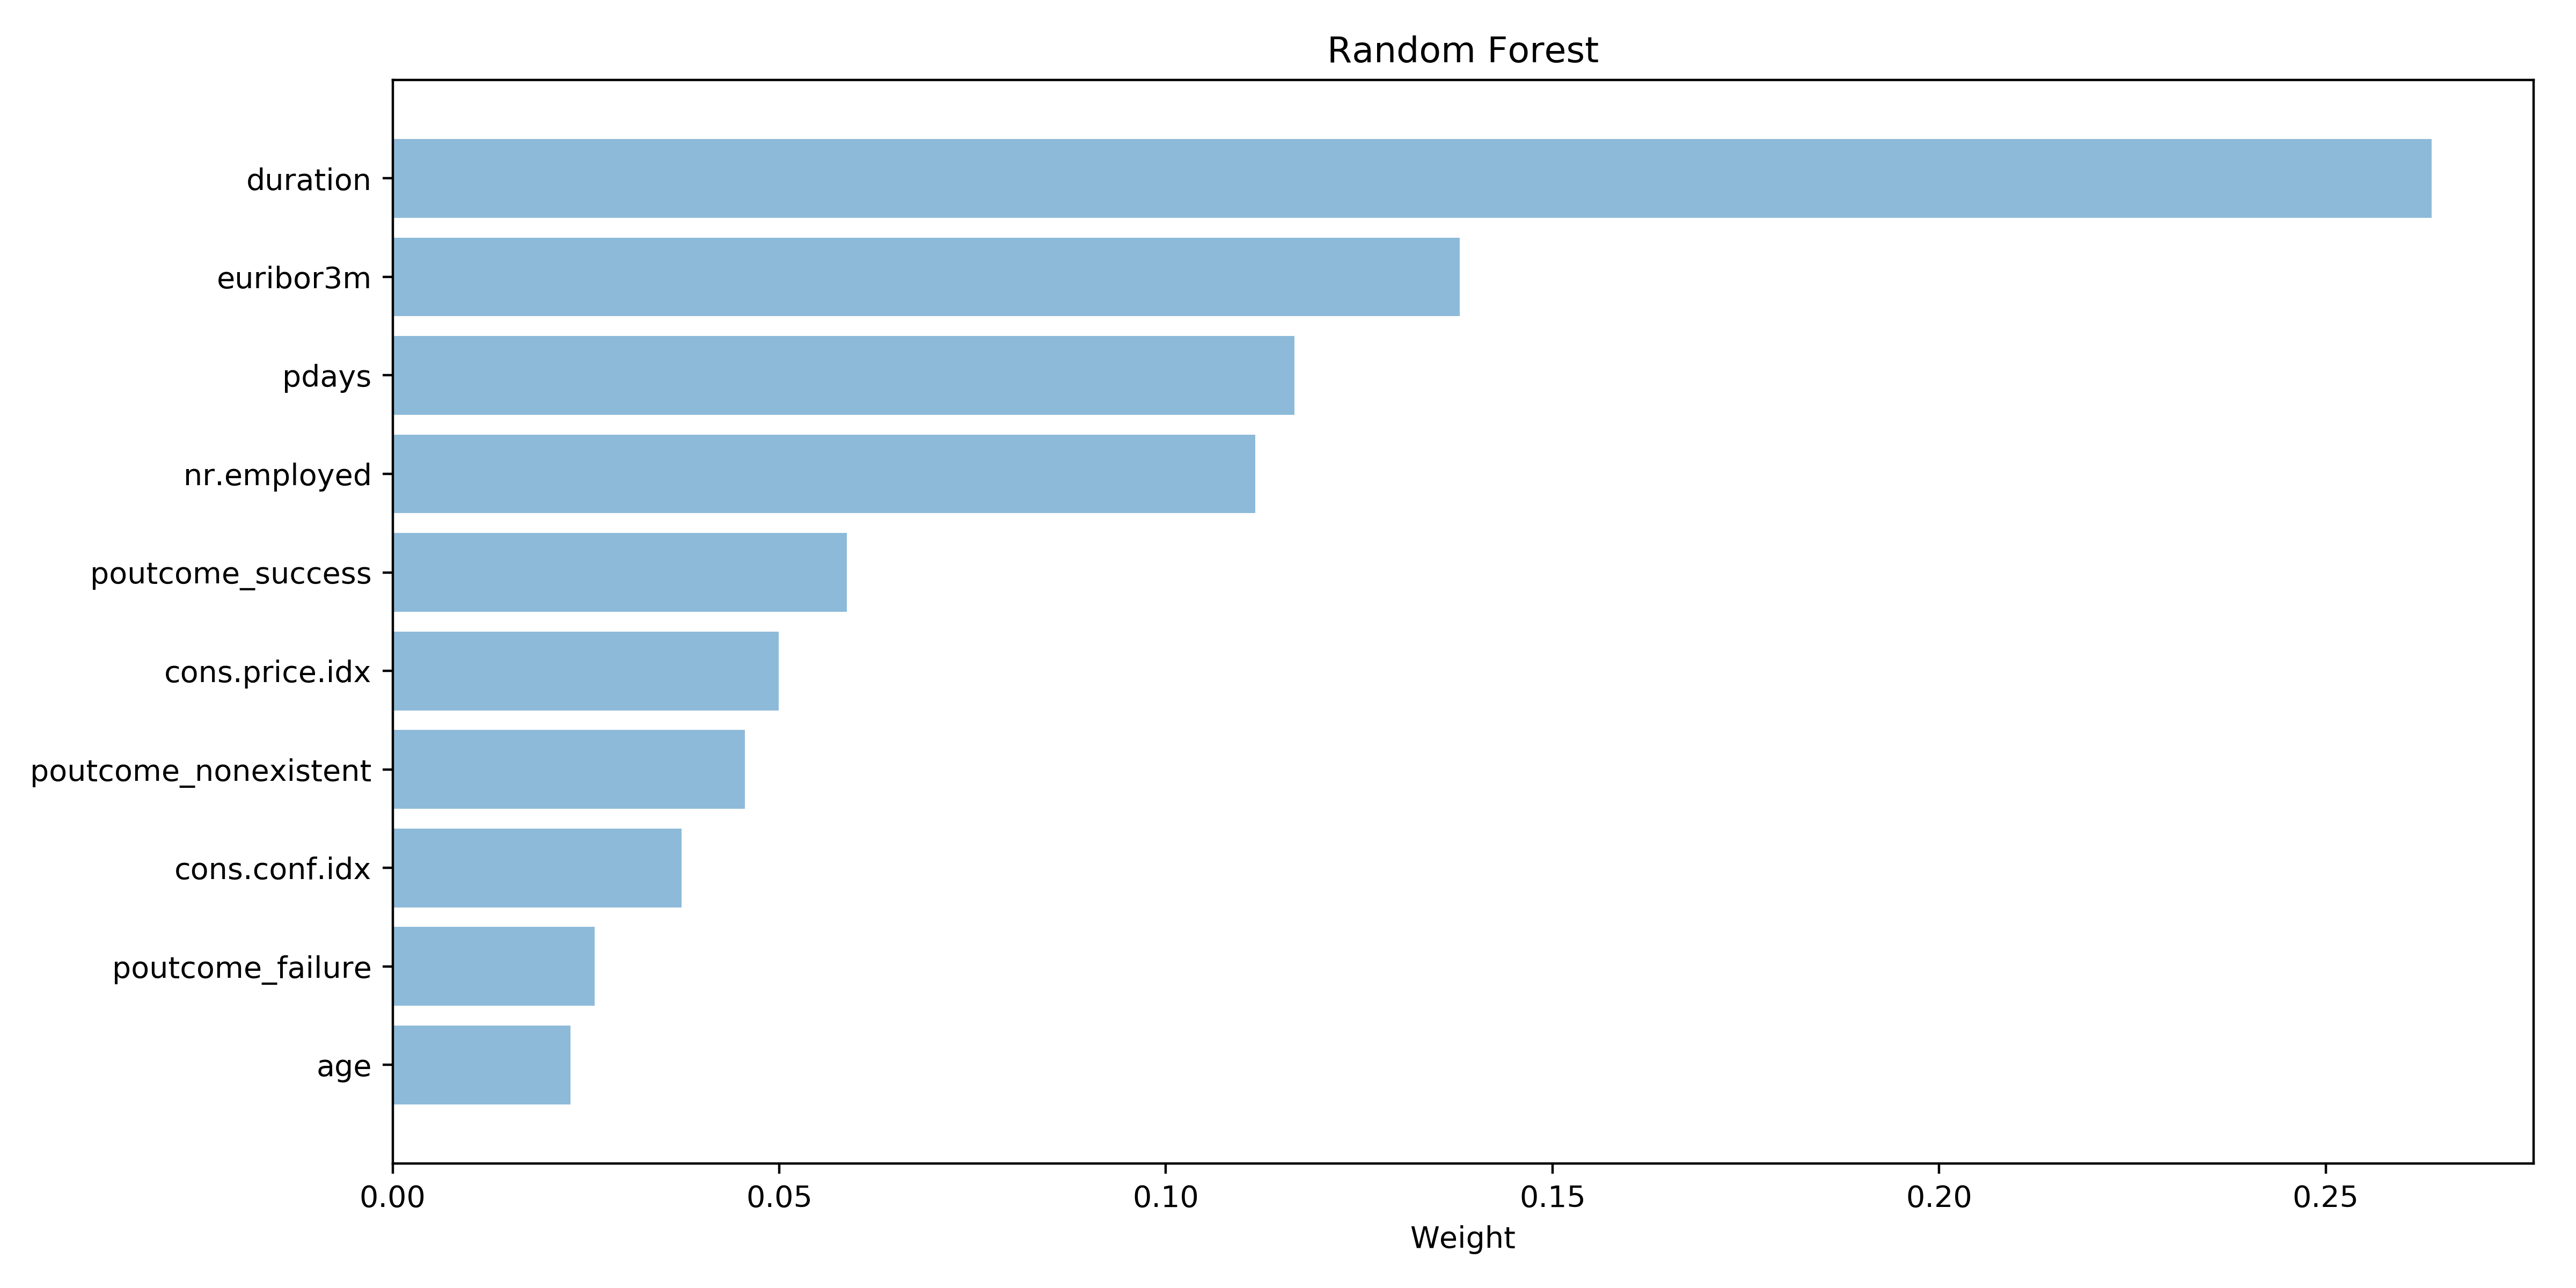 Random Forest
duration
euribor3m
pdays
nr.employed
poutcome_success
cons.price.idx
poutcome_nonexistent
cons.conf.idx
poutcome_failure
age
0.00 0.05 0.10 0.15 0.20 0.25
Weight